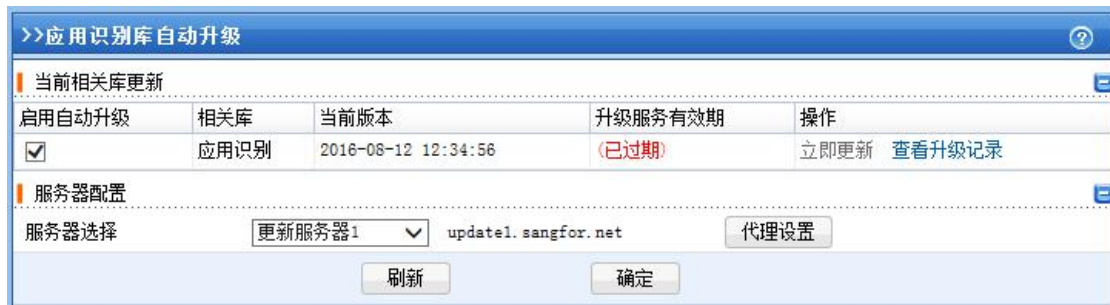 >>应用识别库自动升级
当前相关库更新
启用自动升级 相关库 当前版本 升级服务有效期 操作
应用识别 2016-08-12 12:34:56 (已过期) 立即更新 查看升级记录
服务器配置
服务器选择 更新服务器1 update1.sangfor.net 代理设置
刷新 确定